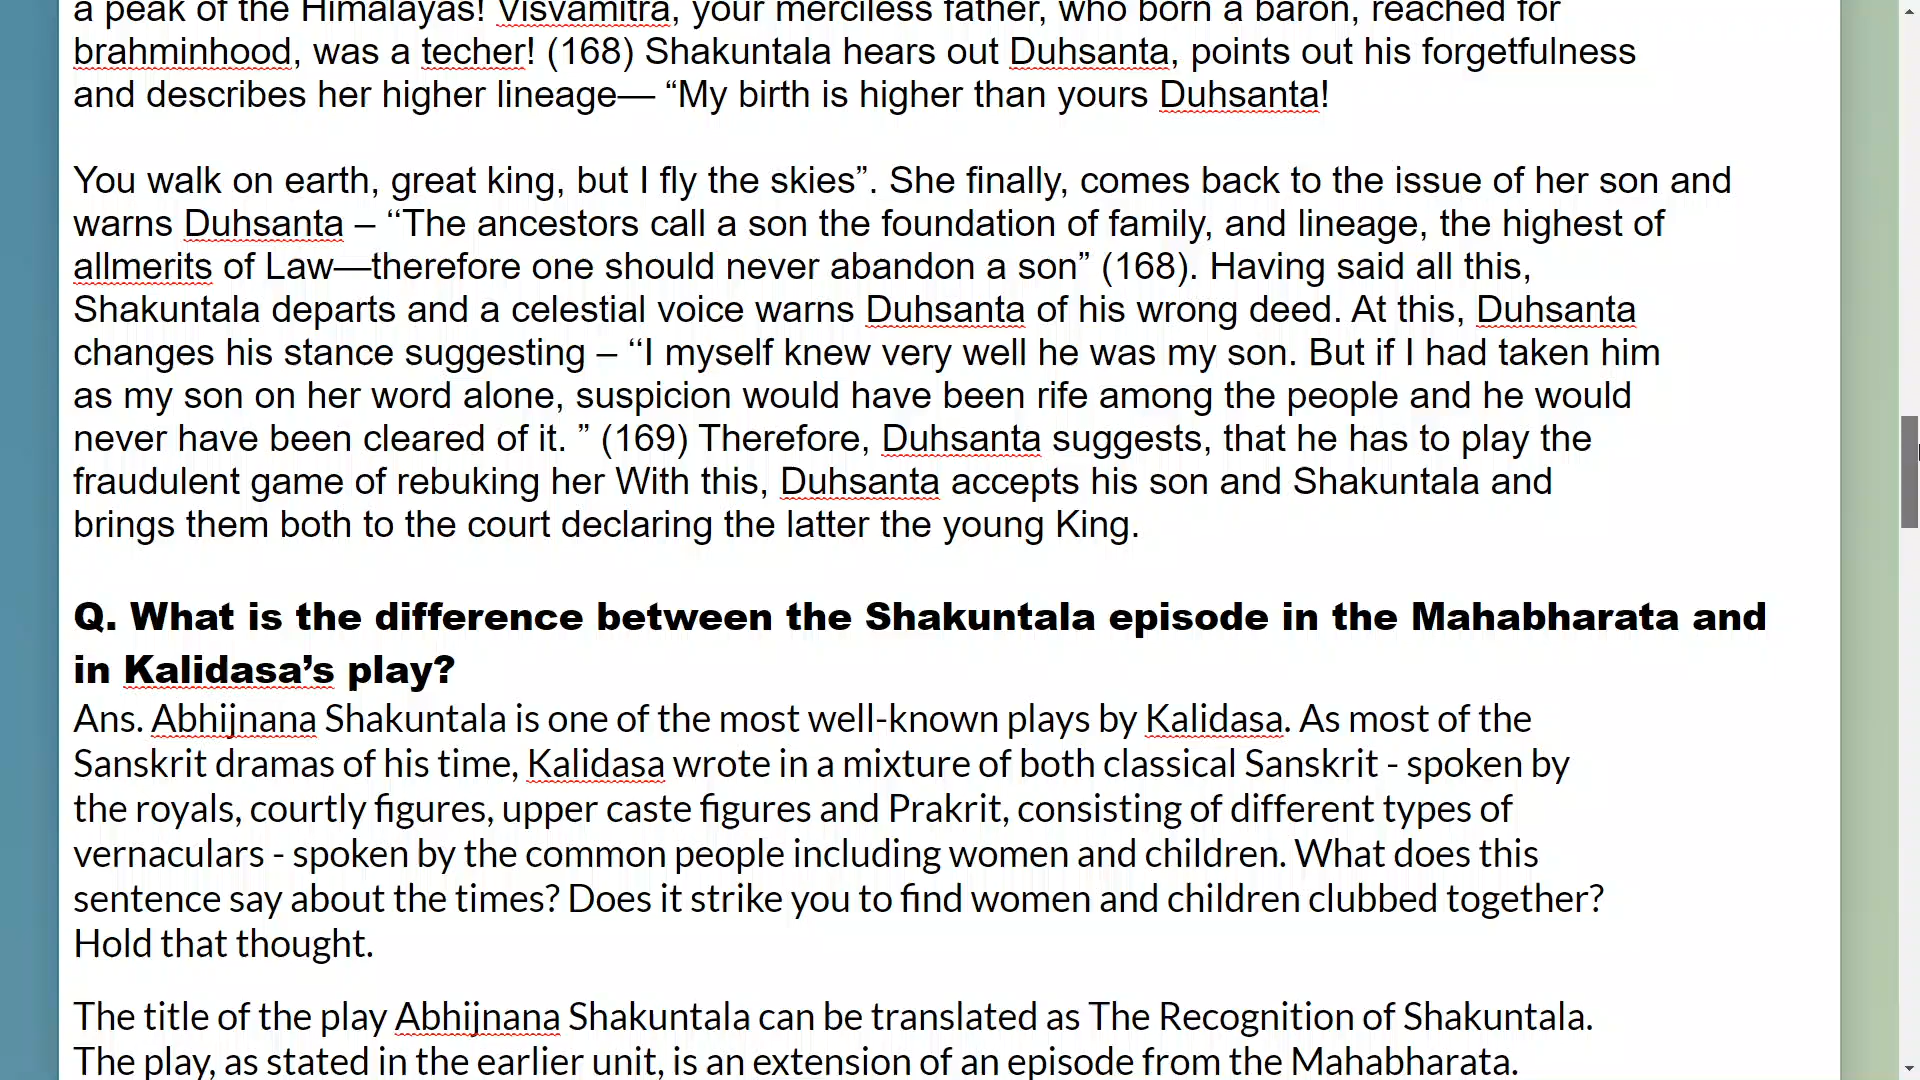 a peak of the Himalayas! Visvamitra, your merciless father, who born a baron, reached for
brahminhood, was a techer! (168) Shakuntala hears out Duhsanta, points out his forgetfulness
and describes her higher lineage— “My birth is higher than yours Duhsanta!
You walk on earth, great king, but I fly the skies”. She finally, comes back to the issue of her son and
warns Duhsanta – ‘‘The ancestors call a son the foundation of family, and lineage, the highest of
allmerits of Law—therefore one should never abandon a son” (168). Having said all this,
Shakuntala departs and a celestial voice warns Duhsanta of his wrong deed. At this, Duhsanta
changes his stance suggesting – ‘‘I myself knew very well he was my son. But if I had taken him
as my son on her word alone, suspicion would have been rife among the people and he would
never have been cleared of it. ” (169) Therefore, Duhsanta suggests, that he has to play the
fraudulent game of rebuking her With this, Duhsanta accepts his son and Shakuntala and
brings them both to the court declaring the latter the young King.
Q. What is the difference between the Shakuntala episode in the Mahabharata and
in Kalidasa’s play?
Ans. Abhijnana Shakuntala is one of the most well-known plays by Kalidasa. As most of the
Sanskrit dramas of his time, Kalidasa wrote in a mixture of both classical Sanskrit - spoken by
the royals, courtly figures, upper caste figures and Prakrit, consisting of different types of
vernaculars - spoken by the common people including women and children. What does this
sentence say about the times? Does it strike you to find women and children clubbed together?
Hold that thought.
The title of the play Abhijnana Shakuntala can be translated as The Recognition of Shakuntala.
The play, as stated in the earlier unit, is an extension of an episode from the Mahabharata.